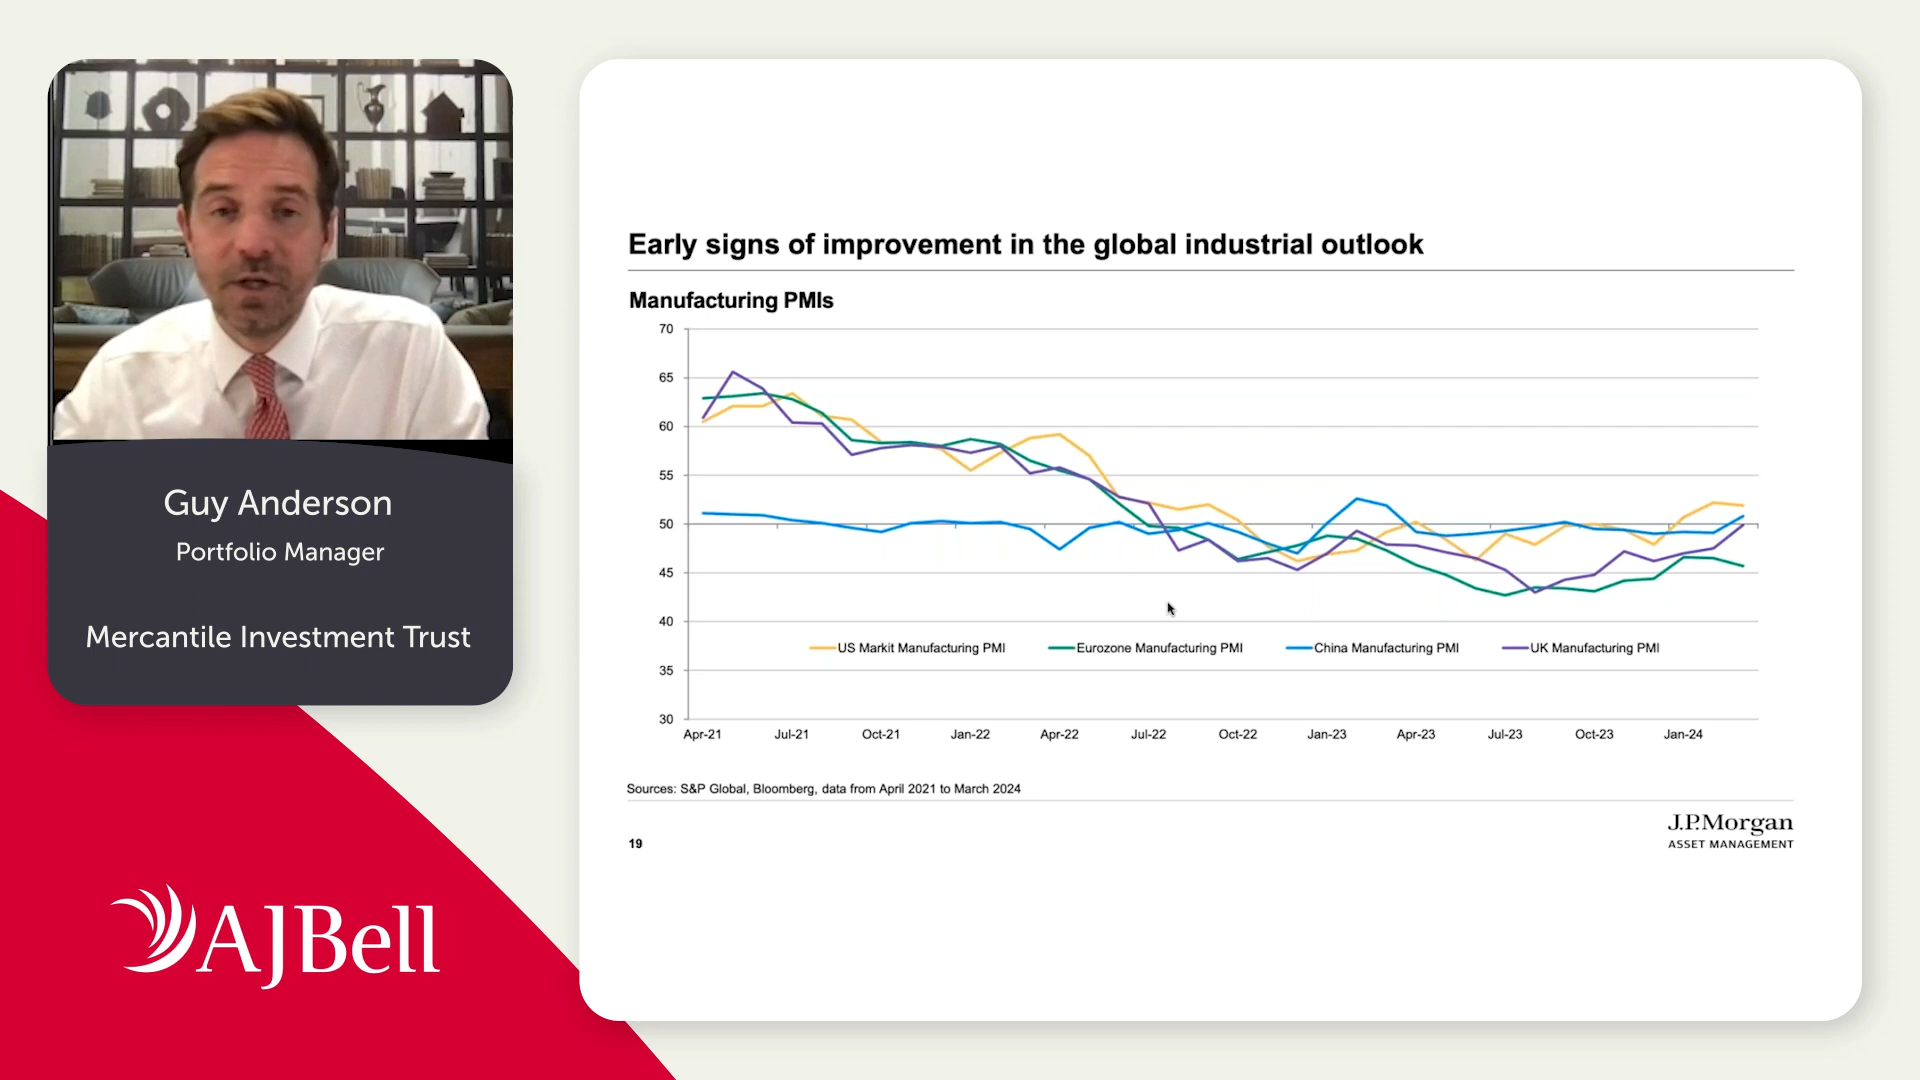 Guy Anderson
Portfolio Manager
Mercantile Investment Trust
AJBell
Early signs of improvement in the global industrial outlook
Manufacturing PMIs
70
65
60
55
50
45
40
35
30
US Markit Manufacturing PMI
Eurozone Manufacturing PMI
China Manufacturing PMI
UK Manufacturing PMI
Apr-21 Jul-21 Oct-21 Jan-22 Apr-22 Jul-22 Oct-22 Jan-23 Apr-23 Jul-23 Oct-23 Jan-24
Sources: S&P Global, Bloomberg, data from April 2021 to March 2024
19
J.P.Morgan
ASSET MANAGEMENT